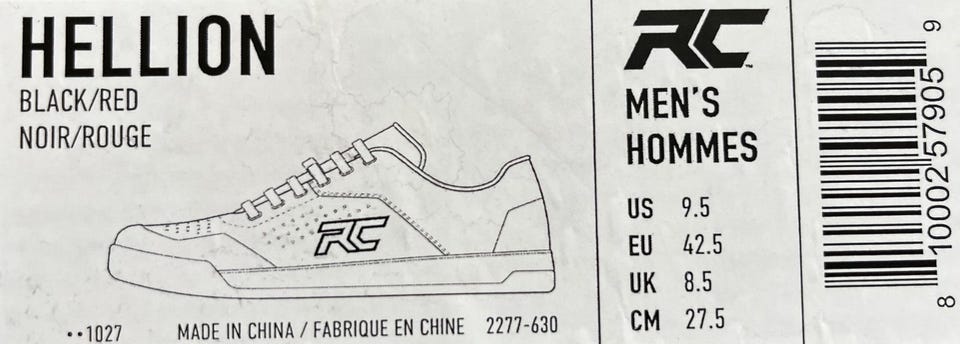 HELLION
BLACK/RED
NOIR/ROUGE
RC
••1027 MADE IN CHINA / FABRIQUE EN CHINE 2277-630
RC™
MEN'S
HOMMES
US 9.5
EU 42.5
UK 8.5
CM 27.5
8 10002 57905 9